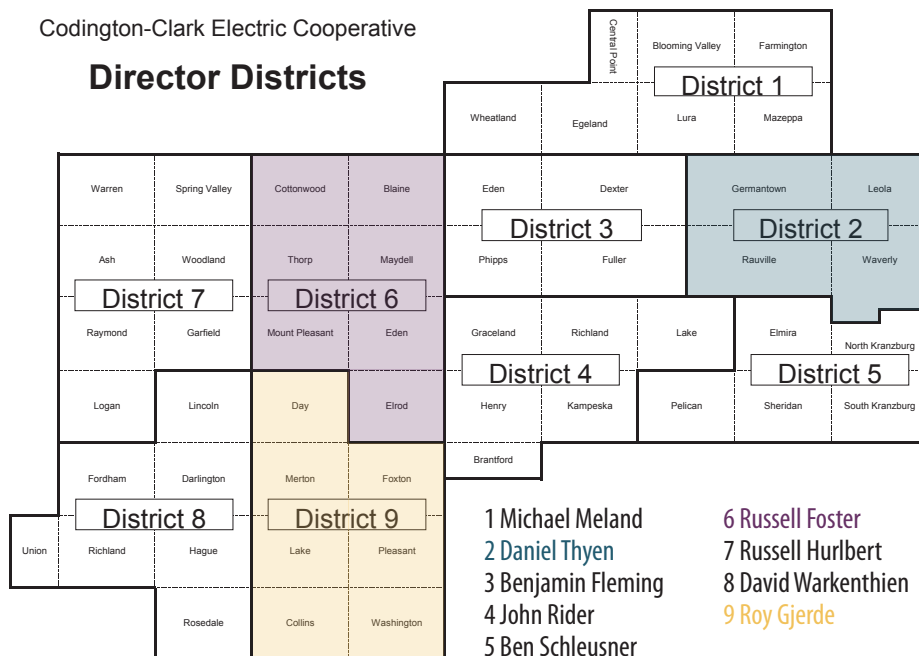 Codington-Clark Electric Cooperative
Director Districts
Central Point
Blooming Valley
Farmington
District 1
Wheatland
Egeland
Lura
Mazeppa
Warren
Spring Valley
Cottonwood
Blaine
Eden
Dexter
Germantown
Leola
District 3
District 2
Ash
Woodland
Thorp
Maydell
Phipps
Fuller
Rauville
Waverly
District 7
District 6
Raymond
Garfield
Mount Pleasant
Eden
Graceland
Richland
Lake
Elmira
North Kranzburg
District 4
District 5
Logan
Lincoln
Day
Elrod
Henry
Kampeska
Pelican
Sheridan
South Kranzburg
Brantford
Fordham
Darlington
Merton
Foxton
District 8
District 9
Union
Richland
Hague
Lake
Pleasant
Rosedale
Collins
Washington
1 Michael Meland
2 Daniel Thyen
3 Benjamin Fleming
4 John Rider
5 Ben Schleusner
6 Russell Foster
7 Russell Hurlbert
8 David Warkenthien
9 Roy Gjerde